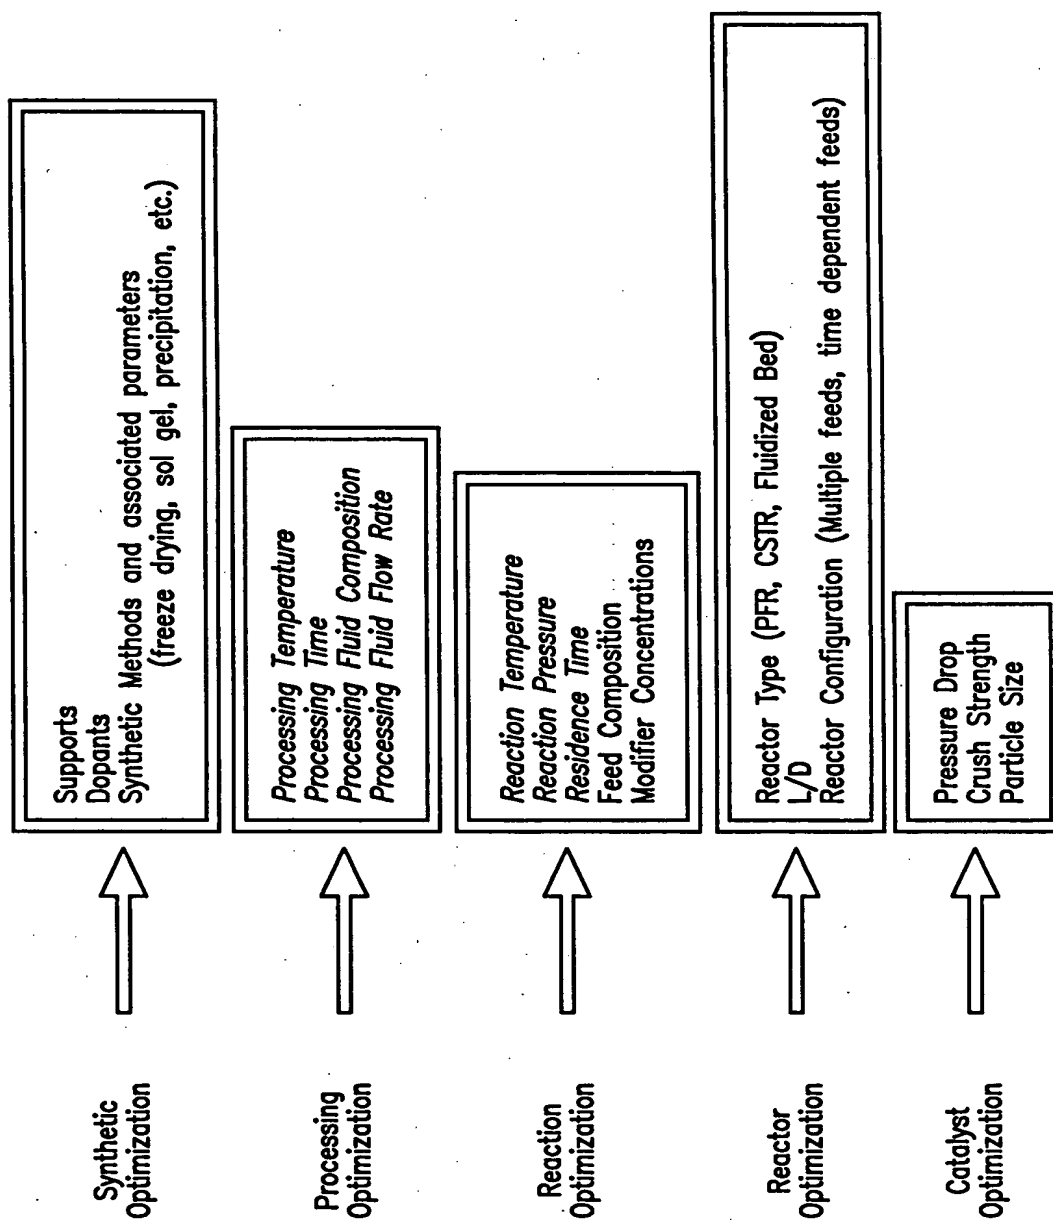 Synthetic
Optimization
Supports
Dopants
Synthetic Methods and associated parameters
(freeze drying, sol gel, precipitation, etc.)
Processing
Optimization
Processing Temperature
Processing Time
Processing Fluid Composition
Processing Fluid Flow Rate
Reaction
Optimization
Reaction Temperature
Reaction Pressure
Residence Time
Feed Composition
Modifier Concentrations
Reactor
Optimization
Reactor Type (PFR, CSTR, Fluidized Bed)
L/D
Reactor Configuration (Multiple feeds, time dependent feeds)
Catalyst
Optimization
Pressure Drop
Crush Strength
Particle Size